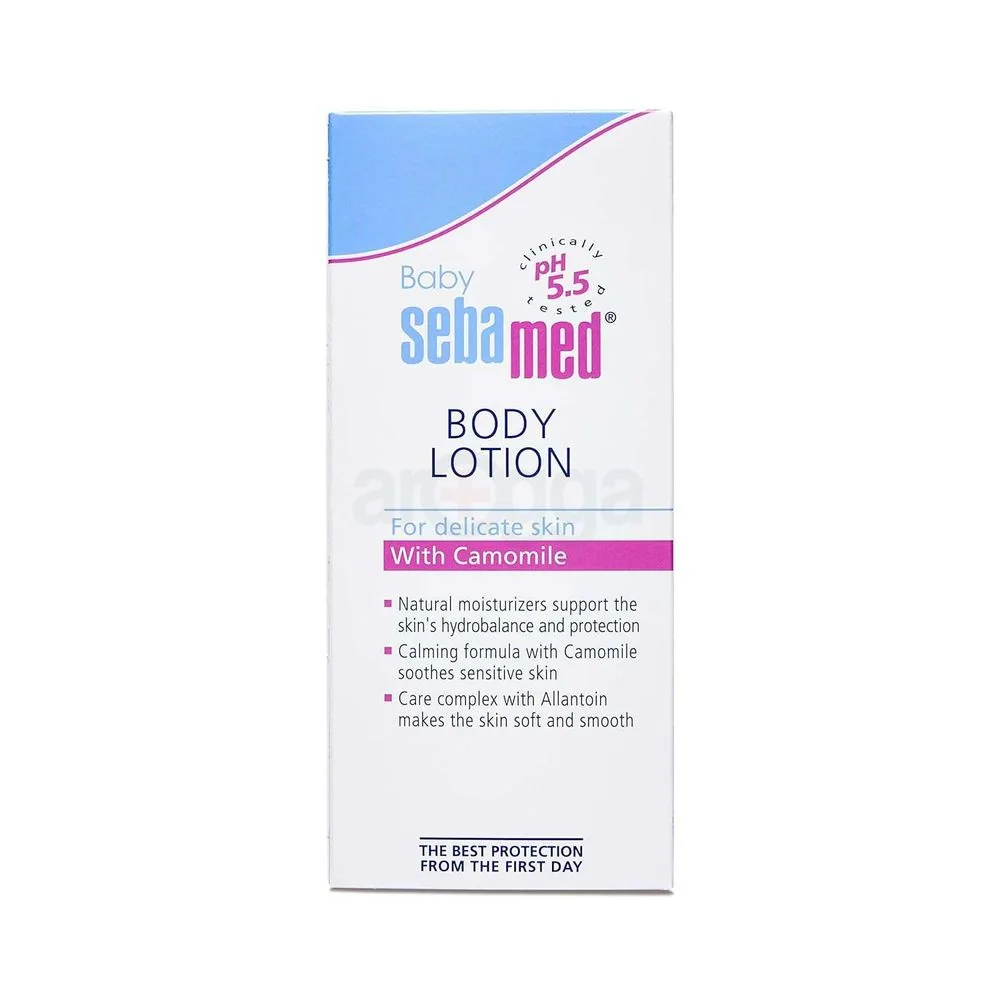 Baby
sebamed®
clinically
pH
5.5
tested
BODY
LOTION
arogga
For delicate skin
With Camomile
Natural moisturizers support the
skin's hydrobalance and protection
Calming formula with Camomile
soothes sensitive skin
Care complex with Allantoin
makes the skin soft and smooth
THE BEST PROTECTION
FROM THE FIRST DAY